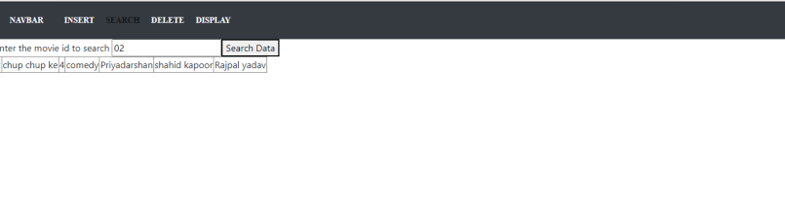 NAVBAR INSERT SEARCH DELETE DISPLAY
nter the movie id to search 02 Search Data
chup chup ke 4 comedy Priyadarshan shahid kapoor Rajpal yadav